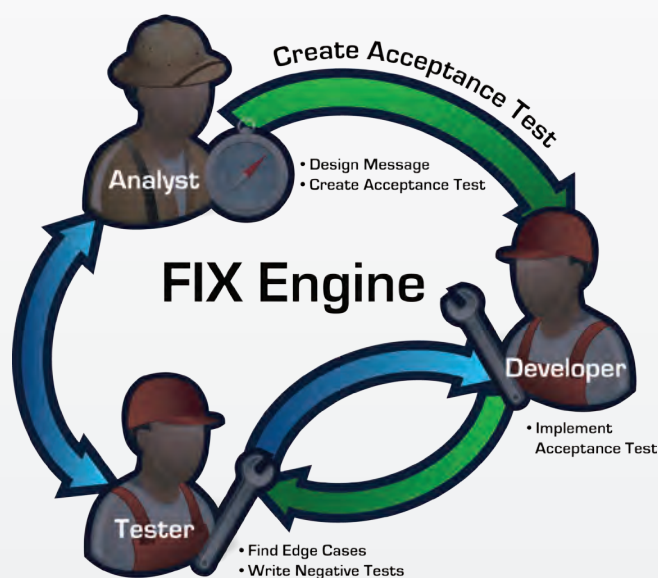 Create Acceptance Test
Analyst
• Design Message
• Create Acceptance Test
FIX Engine
Developer
• Implement
Acceptance Test
Tester
• Find Edge Cases
• Write Negative Tests